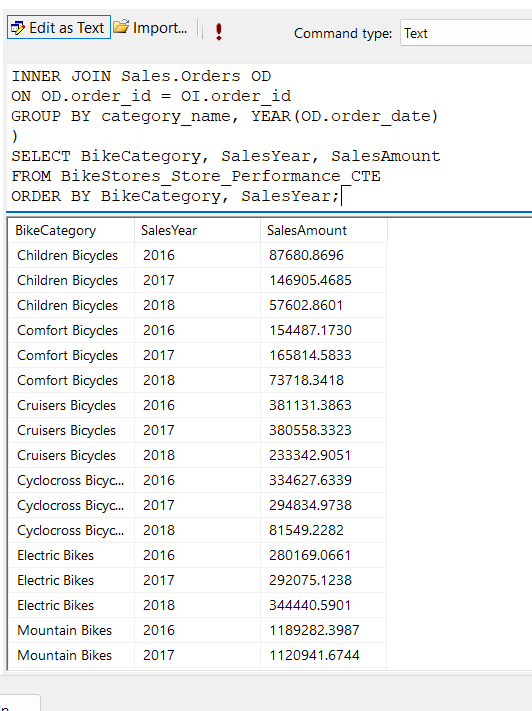 Edit as Text Import... ! Command type: Text
INNER JOIN Sales.Orders OD
ON OD.order_id = OI.order_id
GROUP BY category_name, YEAR(OD.order_date)
)
SELECT BikeCategory, SalesYear, SalesAmount
FROM BikeStores_Store_Performance_CTE
ORDER BY BikeCategory, SalesYear;
BikeCategory SalesYear SalesAmount
Children Bicycles 2016 87680.8696
Children Bicycles 2017 146905.4685
Children Bicycles 2018 57602.8601
Comfort Bicycles 2016 154487.1730
Comfort Bicycles 2017 165814.5833
Comfort Bicycles 2018 73718.3418
Cruisers Bicycles 2016 381131.3863
Cruisers Bicycles 2017 380558.3323
Cruisers Bicycles 2018 233342.9051
Cyclocross Bicyc... 2016 334627.6339
Cyclocross Bicyc... 2017 294834.9738
Cyclocross Bicyc... 2018 81549.2282
Electric Bikes 2016 280169.0661
Electric Bikes 2017 292075.1238
Electric Bikes 2018 344440.5901
Mountain Bikes 2016 1189282.3987
Mountain Bikes 2017 1120941.6744